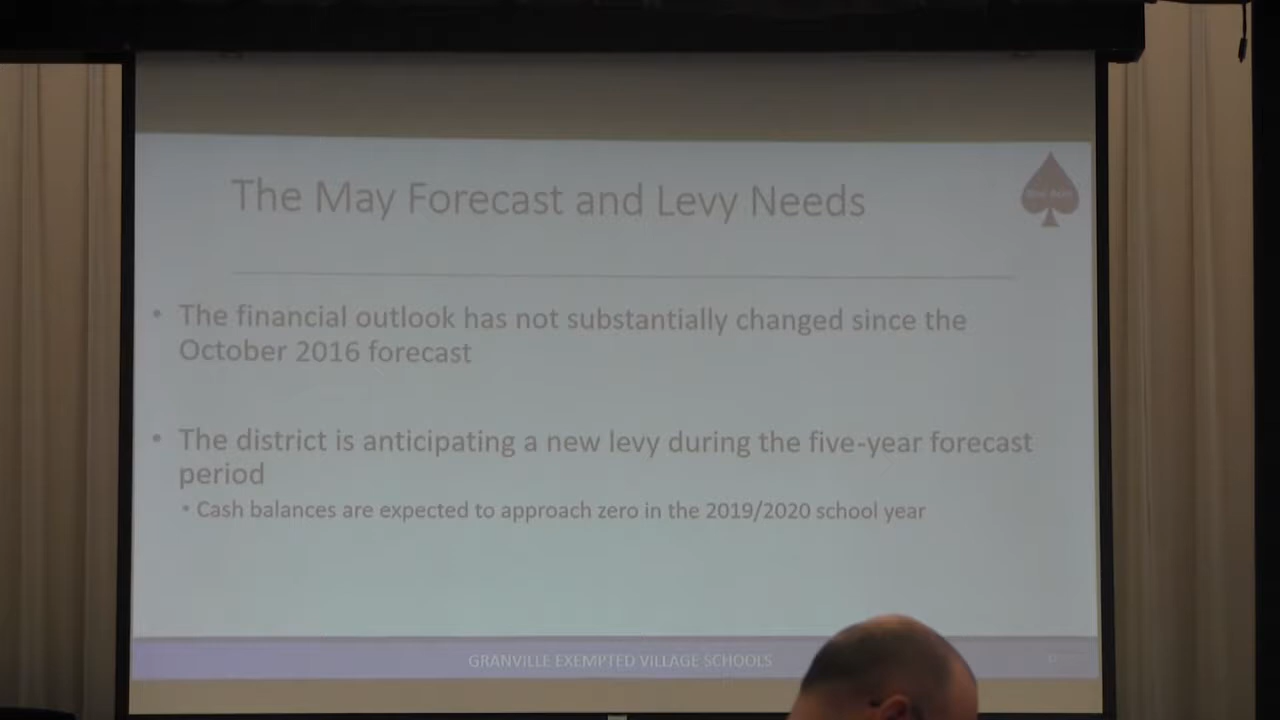 The May Forecast and Levy Needs
• The financial outlook has not substantially changed since the
October 2016 forecast
• The district is anticipating a new levy during the five-year forecast
period
• Cash balances are expected to approach zero in the 2019/2020 school year
GRANVILLE EXEMPTED VILLAGE SCHOOLS